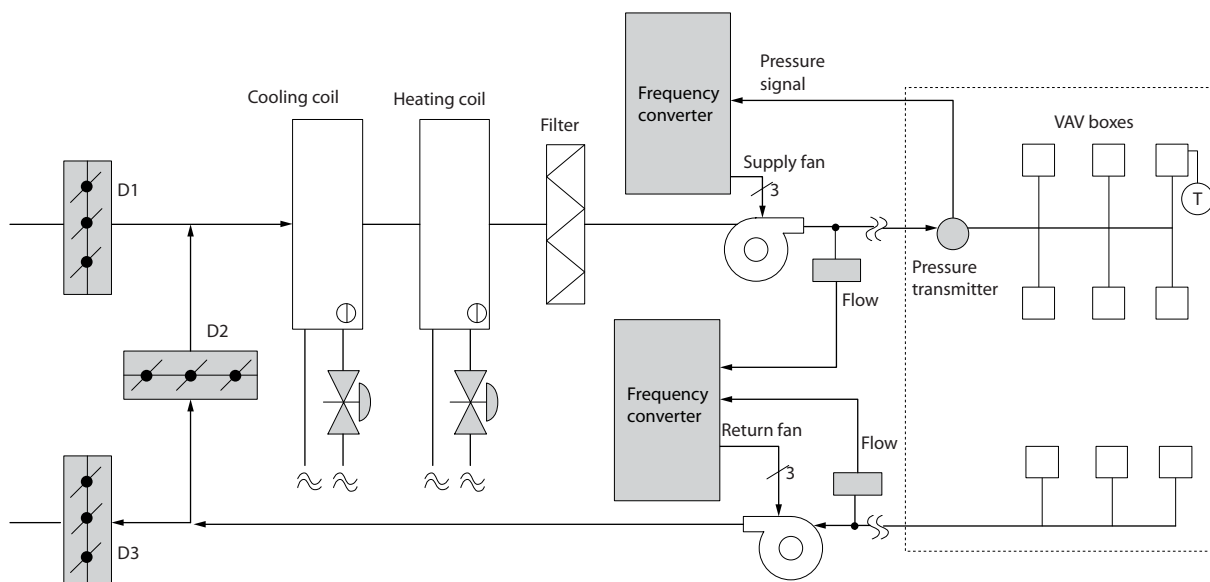 Cooling coil
Heating coil
Filter
Frequency
converter
Pressure
signal
VAV boxes
D1
Supply fan
3
T
Pressure
transmitter
Flow
D2
Frequency
converter
Return fan
3
Flow
D3